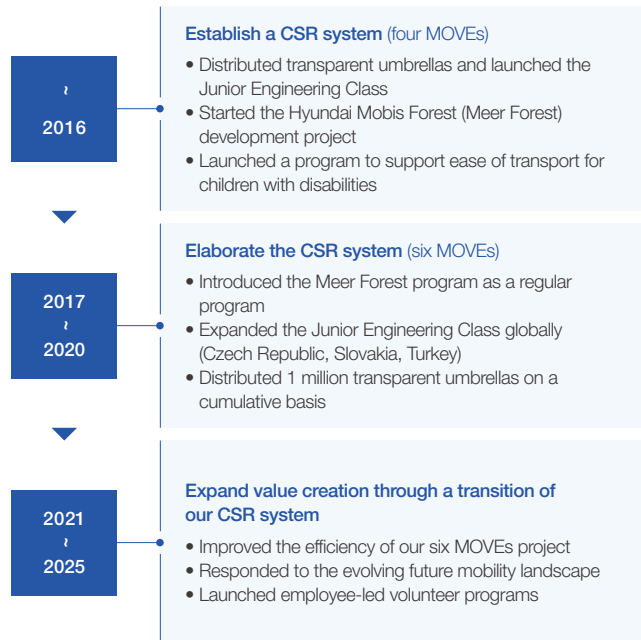 ~
2016
Establish a CSR system (four MOVEs)
• Distributed transparent umbrellas and launched the
Junior Engineering Class
• Started the Hyundai Mobis Forest (Meer Forest)
development project
• Launched a program to support ease of transport for
children with disabilities
2017
~
2020
Elaborate the CSR system (six MOVEs)
• Introduced the Meer Forest program as a regular
program
• Expanded the Junior Engineering Class globally
(Czech Republic, Slovakia, Turkey)
• Distributed 1 million transparent umbrellas on a
cumulative basis
2021
~
2025
Expand value creation through a transition of
our CSR system
• Improved the efficiency of our six MOVEs project
• Responded to the evolving future mobility landscape
• Launched employee-led volunteer programs